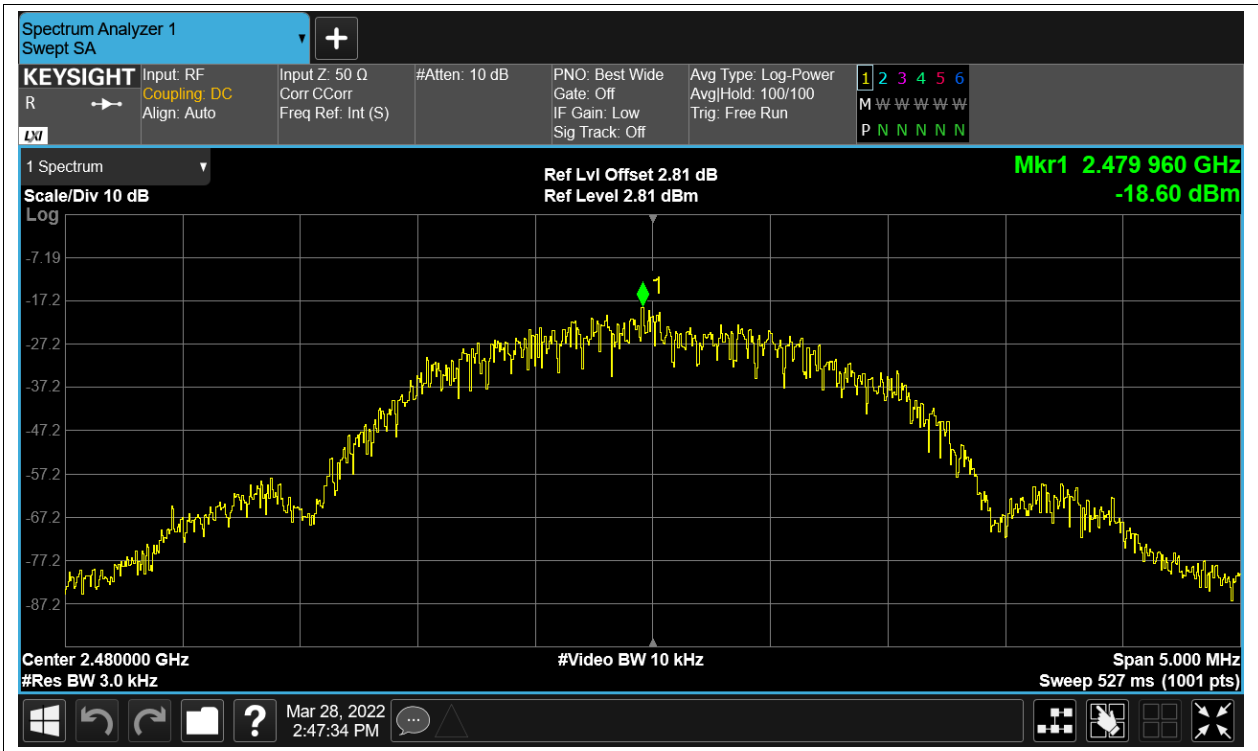 Spectrum Analyzer 1
Swept SA
KEYSIGHT
R
LXI
Input: RF
Coupling: DC
Align: Auto
Input Z: 50 Ω
Corr CCorr
Freq Ref: Int (S)
#Atten: 10 dB
PNO: Best Wide
Gate: Off
IF Gain: Low
Sig Track: Off
Avg Type: Log-Power
Avg|Hold: 100/100
Trig: Free Run
1 2 3 4 5 6
M W W W W W W
P N N N N N N
1 Spectrum
Scale/Div 10 dB
Log
Ref Lvl Offset 2.81 dB
Ref Level 2.81 dBm
Mkr1 2.479 960 GHz
-18.60 dBm
-7.19
-17.2
-27.2
-37.2
-47.2
-57.2
-67.2
-77.2
-87.2
1
Center 2.480000 GHz
#Res BW 3.0 kHz
#Video BW 10 kHz
Span 5.000 MHz
Sweep 527 ms (1001 pts)
?
Mar 28, 2022
2:47:34 PM